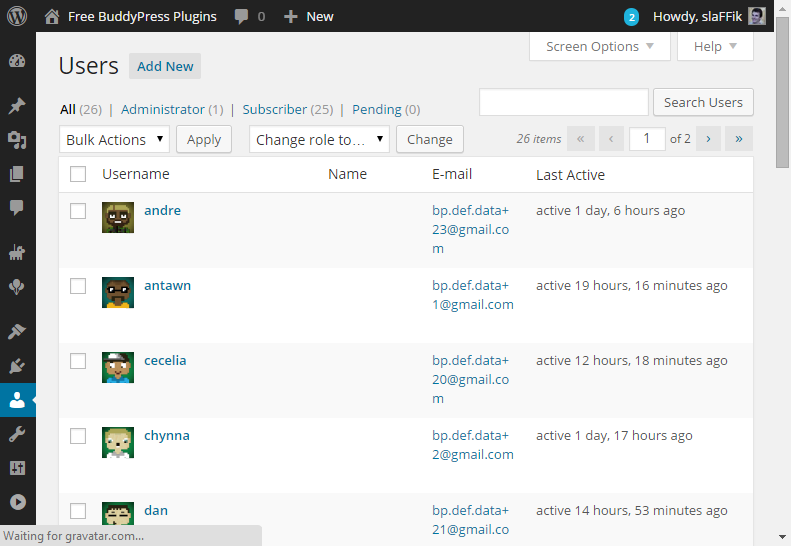 Free BuddyPress Plugins 0 New 2 Howdy, slaFFik
Screen Options Help
Users Add New
All (26) | Administrator (1) | Subscriber (25) | Pending (0) Search Users
Bulk Actions Apply Change role to... Change 26 items « ‹ 1 of 2 › »
Username Name E-mail Last Active
andre bp.def.data+ active 1 day, 6 hours ago
23@gmail.co
m
antawn bp.def.data+ active 19 hours, 16 minutes ago
1@gmail.com
cecelia bp.def.data+ active 12 hours, 18 minutes ago
20@gmail.co
m
chynna bp.def.data+ active 1 day, 17 hours ago
2@gmail.com
dan bp.def.data+ active 14 hours, 53 minutes ago
21@gmail.co
Waiting for gravatar.com...